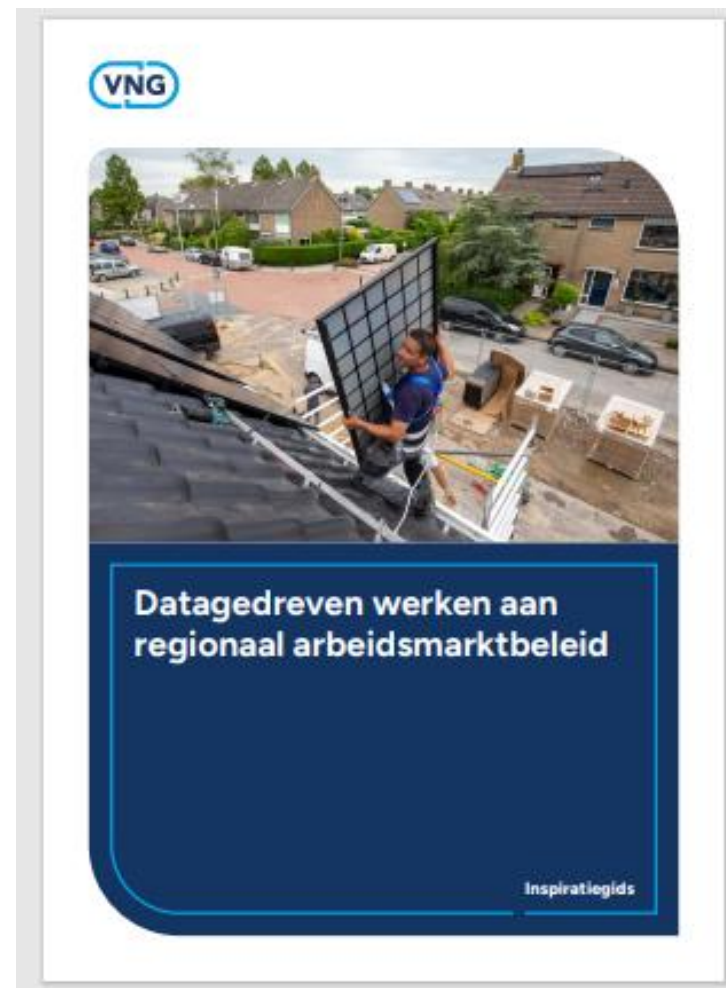 VNG
Datagedreven werken aan
regionaal arbeidsmarktbeleid
Inspiratiegids